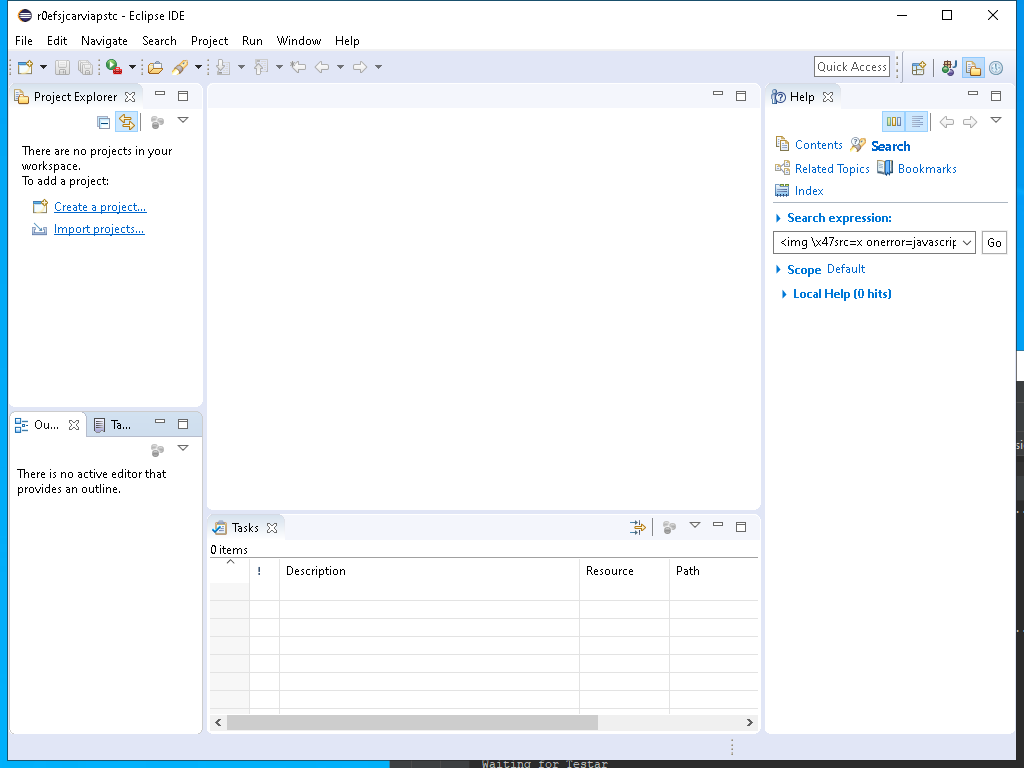 r0efsjcarviapstc - Eclipse IDE
File Edit Navigate Search Project Run Window Help
Quick Access
Project Explorer
There are no projects in your
workspace.
To add a project:
Create a project...
Import projects...
Ou...
Ta...
There is no active editor that
provides an outline.
Tasks
0 items
! Description Resource Path
Help
Contents
Search
Related Topics
Bookmarks
Index
Search expression:
<img \x47src=x onerror=javascrip
Go
Scope Default
Local Help (0 hits)
si
Waiting for Testar